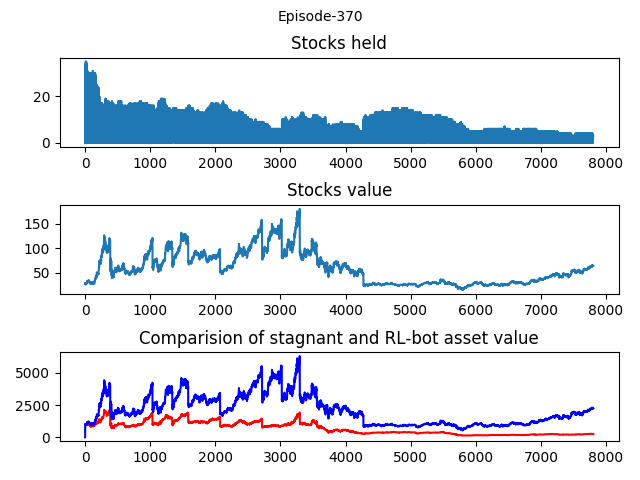 Episode-370
Stocks held
20
0
0 1000 2000 3000 4000 5000 6000 7000 8000
Stocks value
150
100
50
0 1000 2000 3000 4000 5000 6000 7000 8000
Comparision of stagnant and RL-bot asset value
5000
2500
0
0 1000 2000 3000 4000 5000 6000 7000 8000